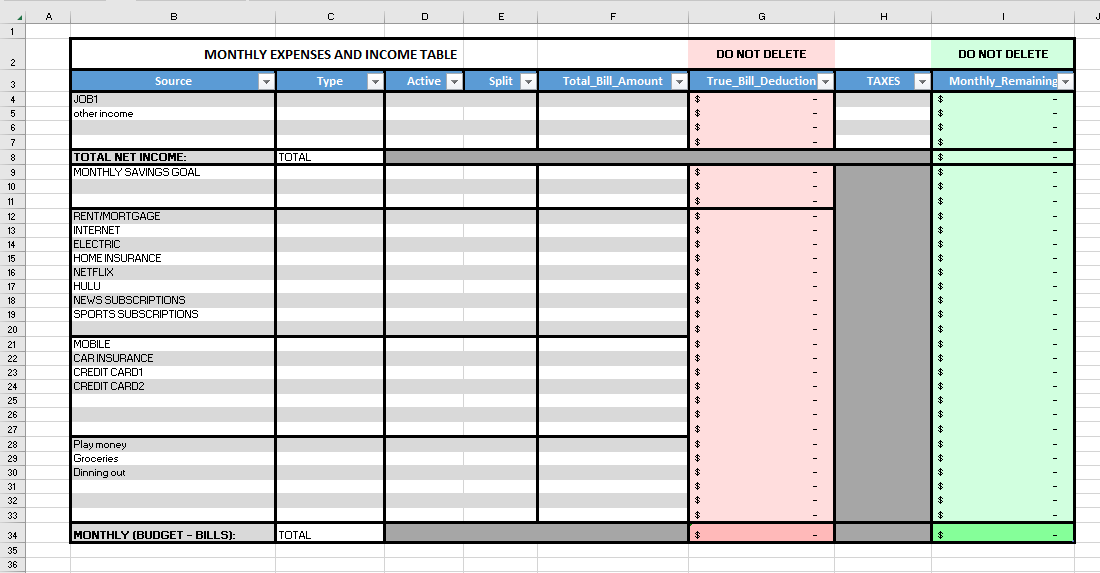 A B C D E F G H I J
1
2 MONTHLY EXPENSES AND INCOME TABLE DO NOT DELETE DO NOT DELETE
3 Source Type Active Split Total_Bill_Amount True_Bill_Deduction TAXES Monthly_Remaining
4 JOB1 $ - $ -
5 other income $ - $ -
6 $ - $ -
7 $ - $ -
8 TOTAL NET INCOME: TOTAL $ -
9 MONTHLY SAVINGS GOAL $ - $ -
10 $ - $ -
11 $ - $ -
12 RENT/MORTGAGE $ - $ -
13 INTERNET $ - $ -
14 ELECTRIC $ - $ -
15 HOME INSURANCE $ - $ -
16 NETFLIX $ - $ -
17 HULU $ - $ -
18 NEWS SUBSCRIPTIONS $ - $ -
19 SPORTS SUBSCRIPTIONS $ - $ -
20 $ - $ -
21 MOBILE $ - $ -
22 CAR INSURANCE $ - $ -
23 CREDIT CARD1 $ - $ -
24 CREDIT CARD2 $ - $ -
25 $ - $ -
26 $ - $ -
27 $ - $ -
28 Play money $ - $ -
29 Groceries $ - $ -
30 Dinning out $ - $ -
31 $ - $ -
32 $ - $ -
33 $ - $ -
34 MONTHLY (BUDGET - BILLS): TOTAL $ - $ -
35
36